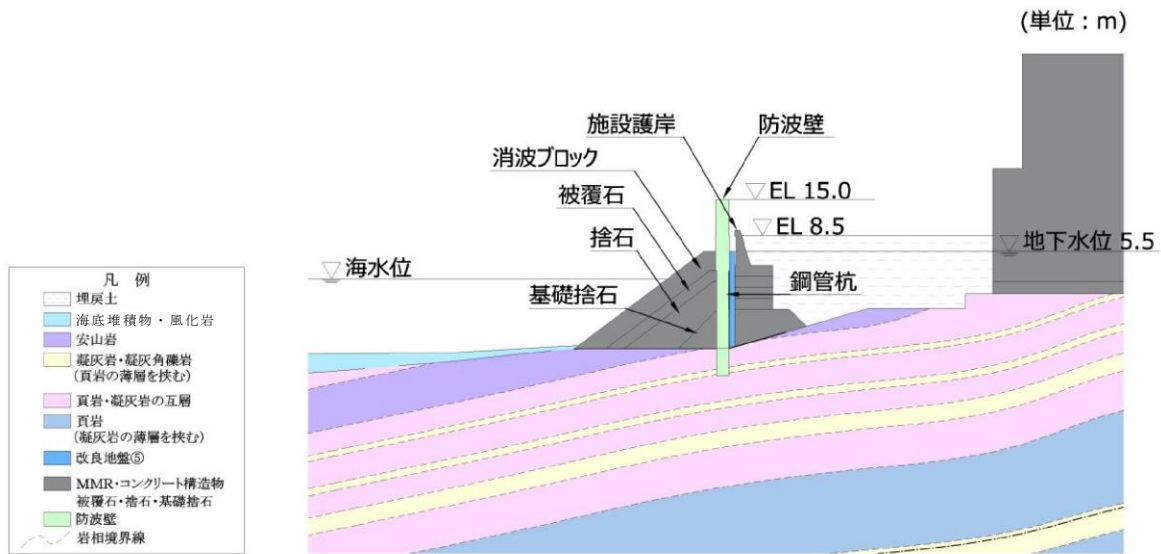 (単位：m)
施設護岸
防波壁
消波ブロック
▽ EL 15.0
被覆石
▽ EL 8.5
捨石
▽ 地下水位 5.5
▽ 海水位
鋼管杭
基礎捨石
凡 例
埋戻土
海底堆積物・風化岩
安山岩
凝灰岩・凝灰角礫岩
(頁岩の薄層を挟む)
頁岩・凝灰岩の互層
頁岩
(凝灰岩の薄層を挟む)
改良地盤⑤
MMR・コンクリート構造物
被覆石・捨石・基礎捨石
防波壁
岩相境界線